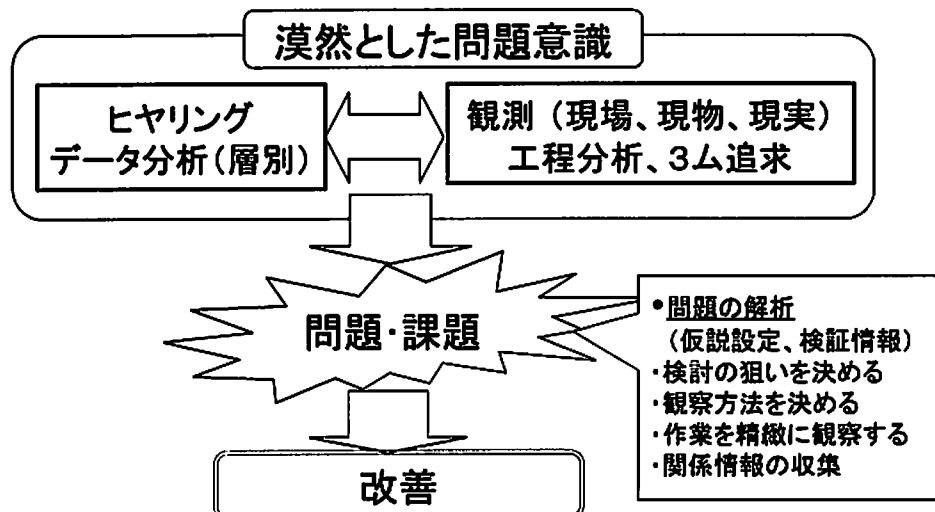 漠然とした問題意識
ヒヤリング
データ分析(層別)
観測(現場、現物、現実)
工程分析、3ム追求
問題・課題
•問題の解析
(仮説設定、検証情報)
・検討の狙いを決める
・観察方法を決める
・作業を精緻に観察する
・関係情報の収集
改善